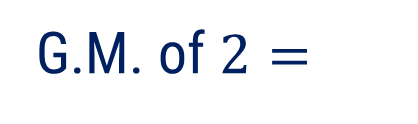 G.M. of 2 =